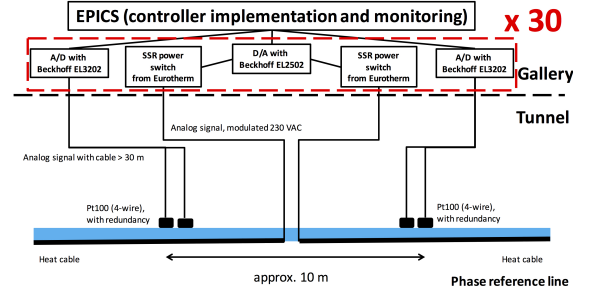 EPICS (controller implementation and monitoring)
x 30
A/D with
Beckhoff EL3202
SSR power
switch
from Eurotherm
D/A with
Beckhoff EL2502
SSR power
switch
from Eurotherm
A/D with
Beckhoff EL3202
Gallery
Tunnel
Analog signal, modulated 230 VAC
Analog signal with cable > 30 m
Pt100 (4-wire),
with redundancy
Pt100 (4-wire),
with redundancy
Heat cable
Heat cable
approx. 10 m
Phase reference line